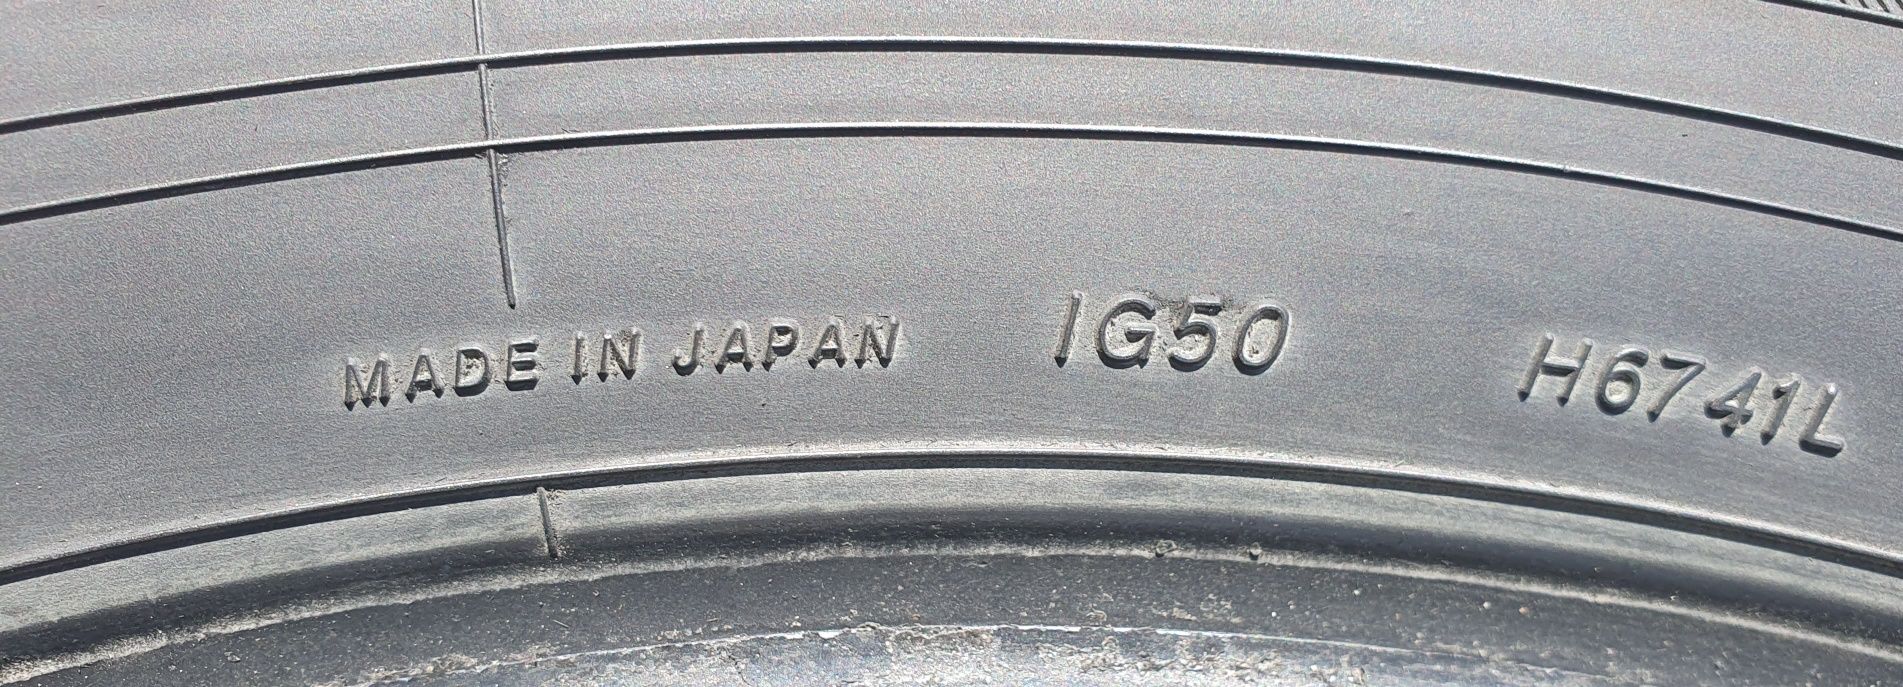 MADE IN JAPAN IG50 H6741L